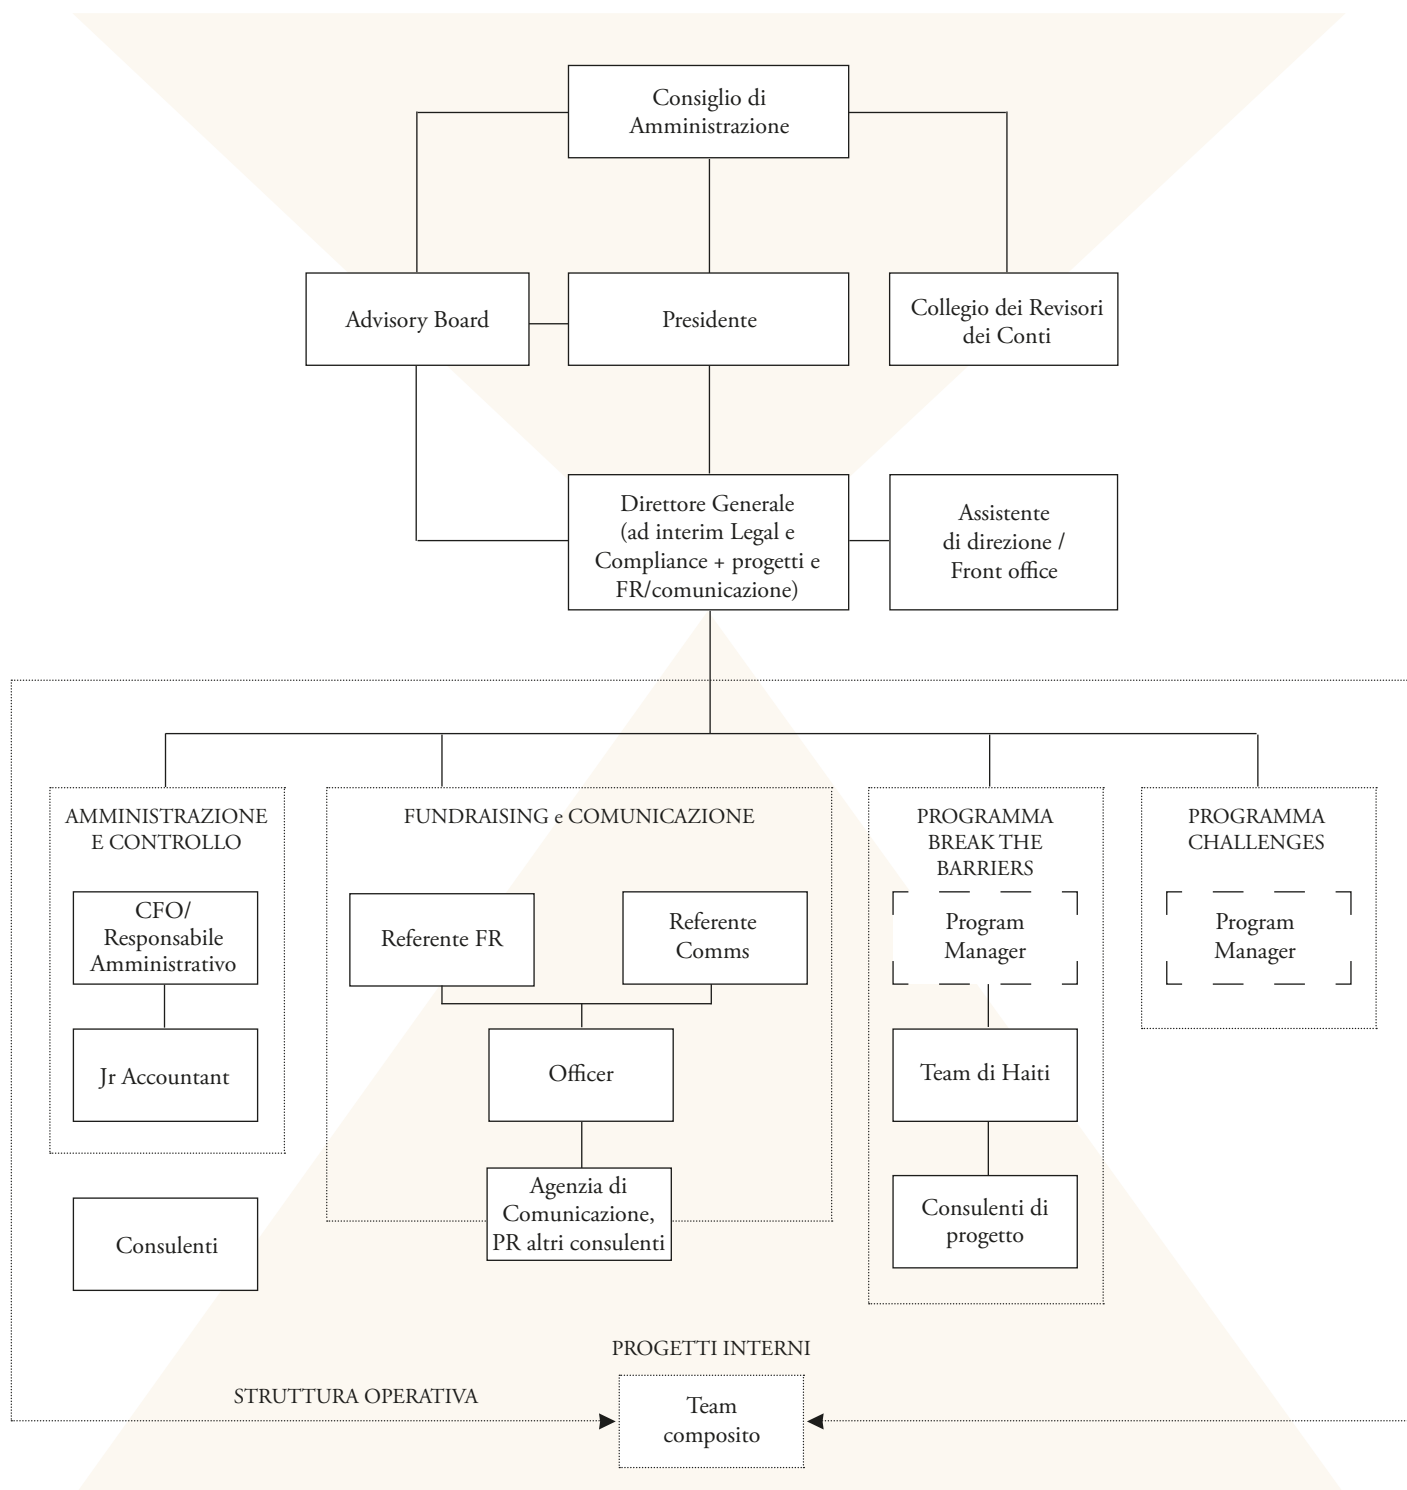 Consiglio di
Amministrazione
Advisory Board
Presidente
Collegio dei Revisori
dei Conti
Direttore Generale
(ad interim Legal e
Compliance + progetti e
FR/comunicazione)
Assistente
di direzione /
Front office
AMMINISTRAZIONE
E CONTROLLO
CFO/
Responsabile
Amministrativo
Jr Accountant
Consulenti
FUNDRAISING e COMUNICAZIONE
Referente FR
Referente
Comms
Officer
Agenzia di
Comunicazione,
PR altri consulenti
PROGRAMMA
BREAK THE
BARRIERS
Program
Manager
Team di Haiti
Consulenti di
progetto
PROGRAMMA
CHALLENGES
Program
Manager
PROGETTI INTERNI
STRUTTURA OPERATIVA
Team
composito